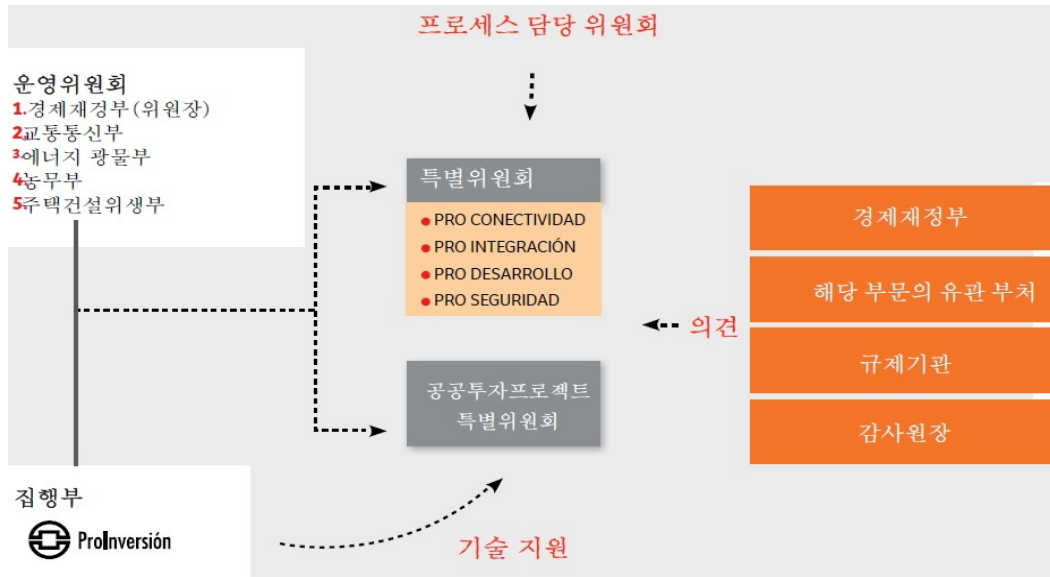 프로세스 담당 위원회
운영위원회
1.경제재경부(위원장)
2교통통신부
3에너지 광물부
4농무부
5주택건설위생부
특별위원회
● PRO CONECTIVIDAD
● PRO INTEGRACIÓN
● PRO DESARROLLO
● PRO SEGURIDAD
공공투자프로젝트
특별위원회
의견
경제재정부
해당 부문의 유관 부처
규제기관
감사원장
집행부
ProInversión
기술 지원